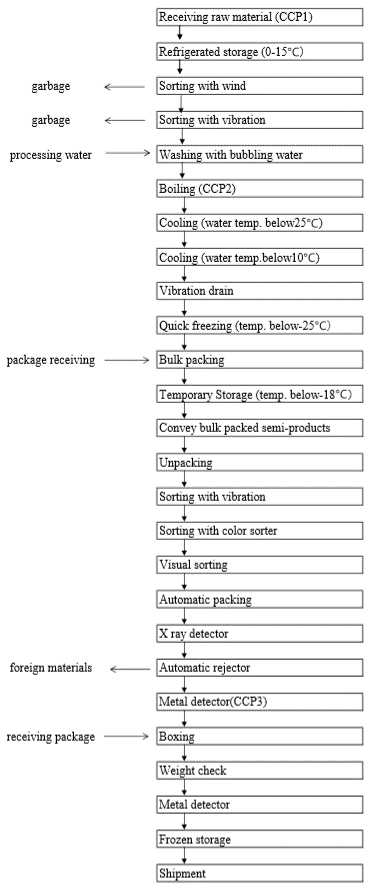 Receiving raw material (CCP1)
Refrigerated storage (0-15℃)
garbage
Sorting with wind
garbage
Sorting with vibration
processing water
Washing with bubbling water
Boiling (CCP2)
Cooling (water temp. below25℃)
Cooling (water temp.below10℃)
Vibration drain
Quick freezing (temp. below-25℃)
package receiving
Bulk packing
Temporary Storage (temp. below-18℃)
Convey bulk packed semi-products
Unpacking
Sorting with vibration
Sorting with color sorter
Visual sorting
Automatic packing
X ray detector
foreign materials
Automatic rejector
Metal detector(CCP3)
receiving package
Boxing
Weight check
Metal detector
Frozen storage
Shipment